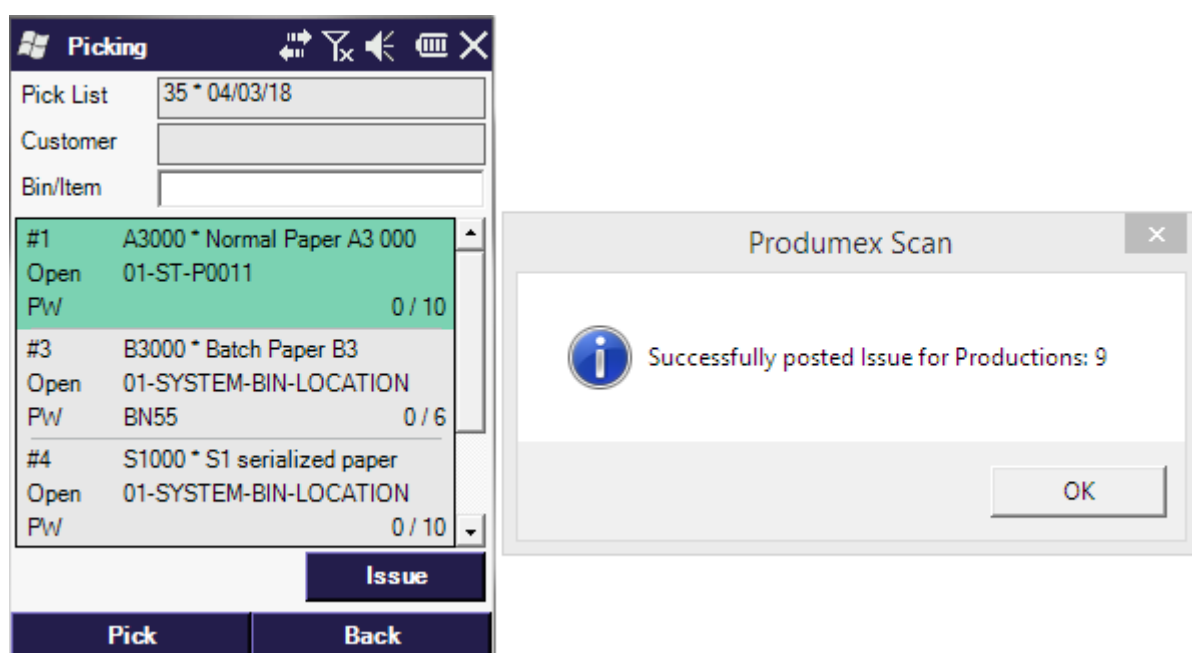 Picking
Pick List 35 * 04/03/18
Customer
Bin/Item
#1 A3000 * Normal Paper A3 000
Open 01-ST-P0011
PW 0 / 10
#3 B3000 * Batch Paper B3
Open 01-SYSTEM-BIN-LOCATION
PW BN55 0 / 6
#4 S1000 * S1 serialized paper
Open 01-SYSTEM-BIN-LOCATION
PW 0 / 10
Issue
Pick Back
Produmex Scan
Successfully posted Issue for Productions: 9
OK